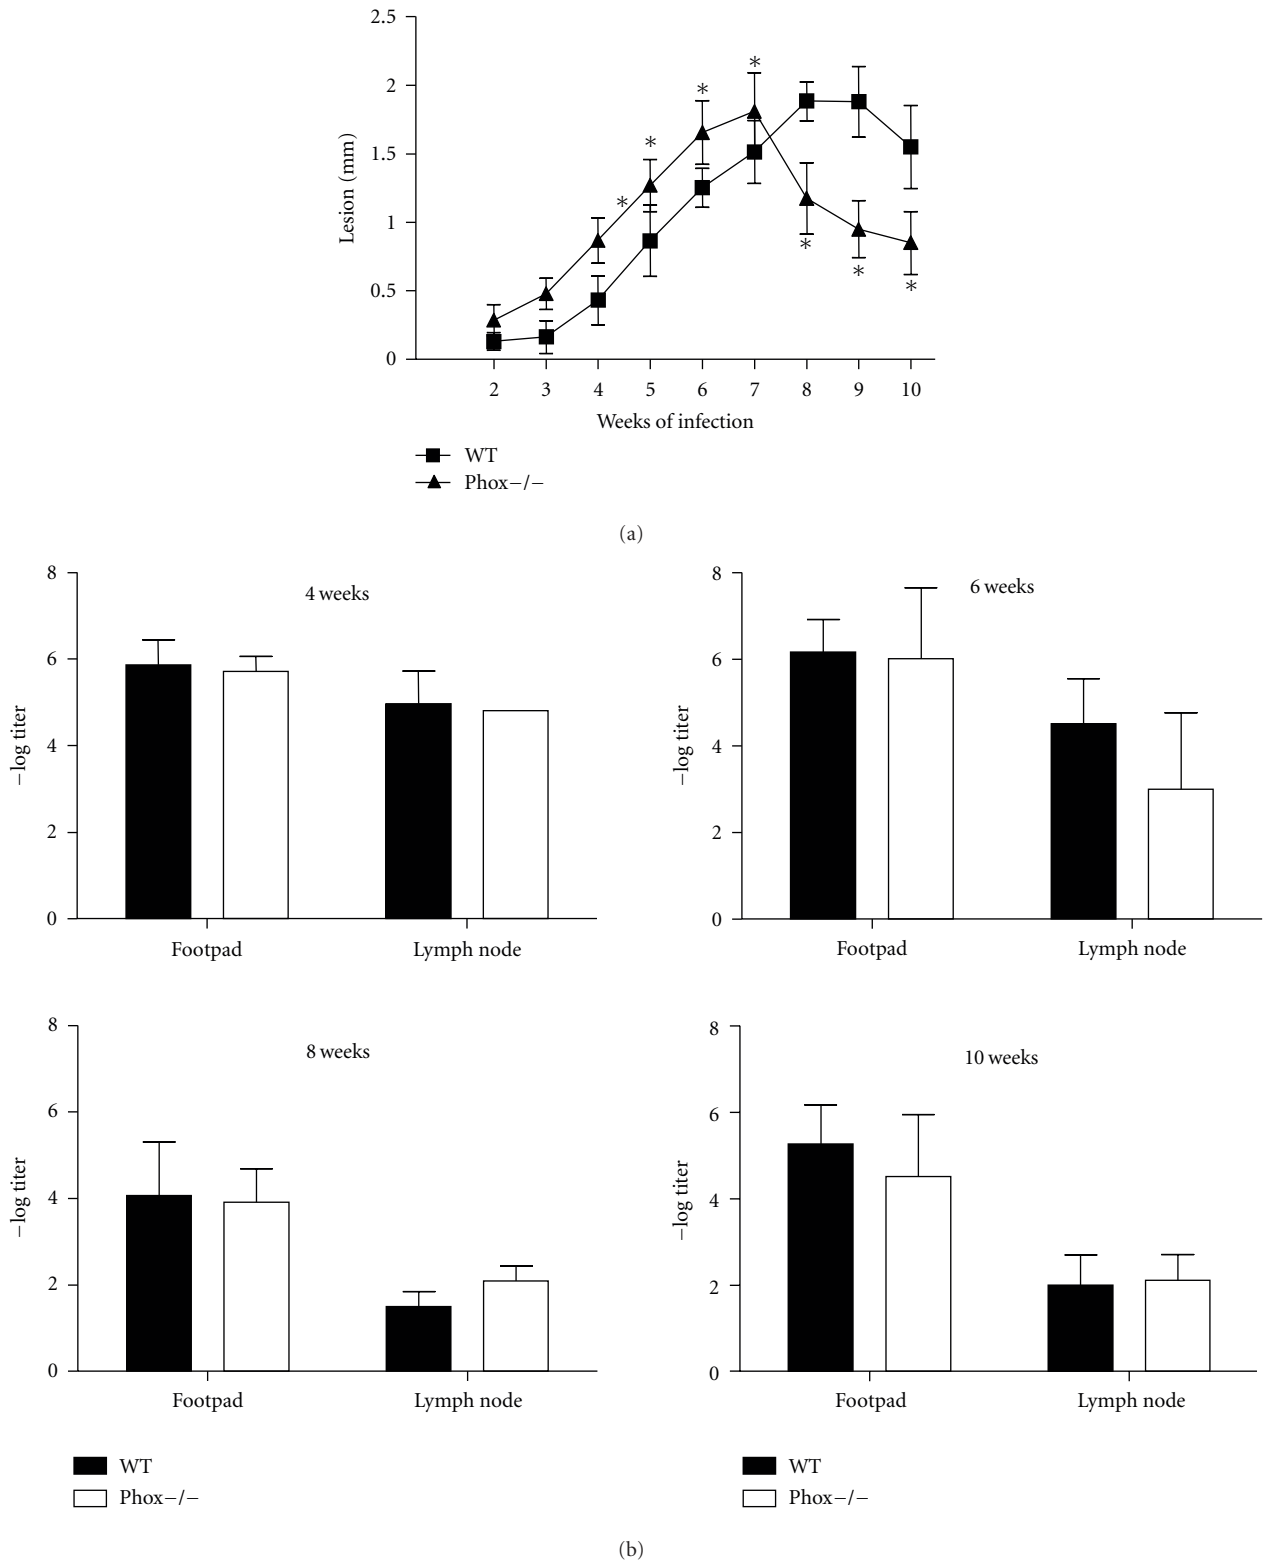 2.5
2
1.5
1
0.5
0
Lesion (mm)
* * * * * * *
2 3 4 5 6 7 8 9 10
Weeks of infection
WT
Phox−/−
(a)
8
6
4
2
0
−log titer
4 weeks
Footpad Lymph node
8
6
4
2
0
−log titer
6 weeks
Footpad Lymph node
8
6
4
2
0
−log titer
8 weeks
Footpad Lymph node
8
6
4
2
0
−log titer
10 weeks
Footpad Lymph node
WT
Phox−/−
WT
Phox−/−
(b)